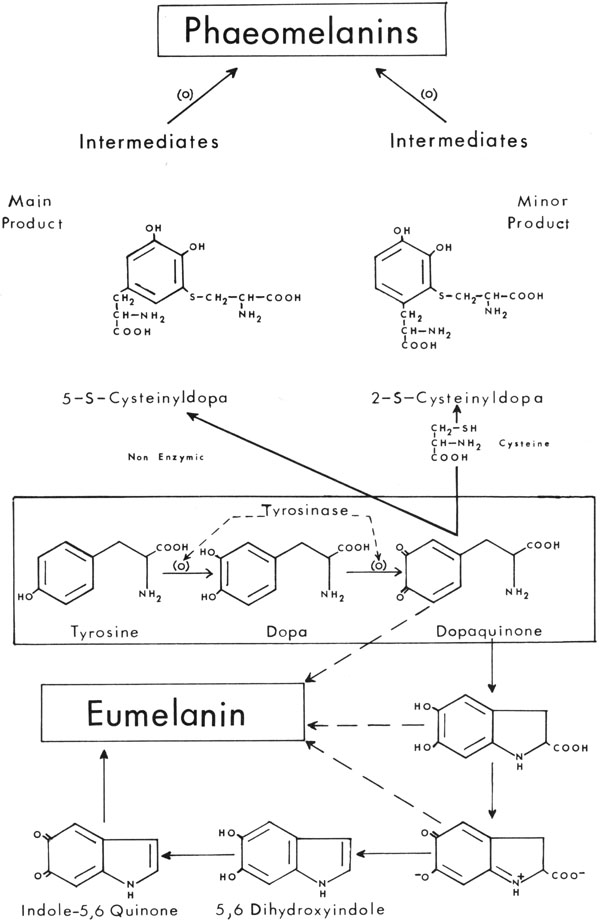 Phaeomelanins
(O)
(O)
Intermediates
Intermediates
Main
Product
Minor
Product
OH
OH
S-CH2-CH-COOH
NH2
CH2
CH-NH2
COOH
OH
OH
S-CH2-CH-COOH
NH2
CH2
CH-NH2
COOH
5-S-Cysteinyldopa
2-S-Cysteinyldopa
CH2-SH
CH-NH2
COOH
Cysteine
Non Enzymic
Tyrosinase
COOH
NH2
HO
(O)
HO
HO
COOH
NH2
(O)
O
O
COOH
NH2
Tyrosine
Dopa
Dopaquinone
Eumelanin
HO
HO
N
H
COOH
O
O
N
H
HO
HO
N
H
O
-O
N+
H
COO-
Indole-5,6 Quinone
5,6 Dihydroxyindole